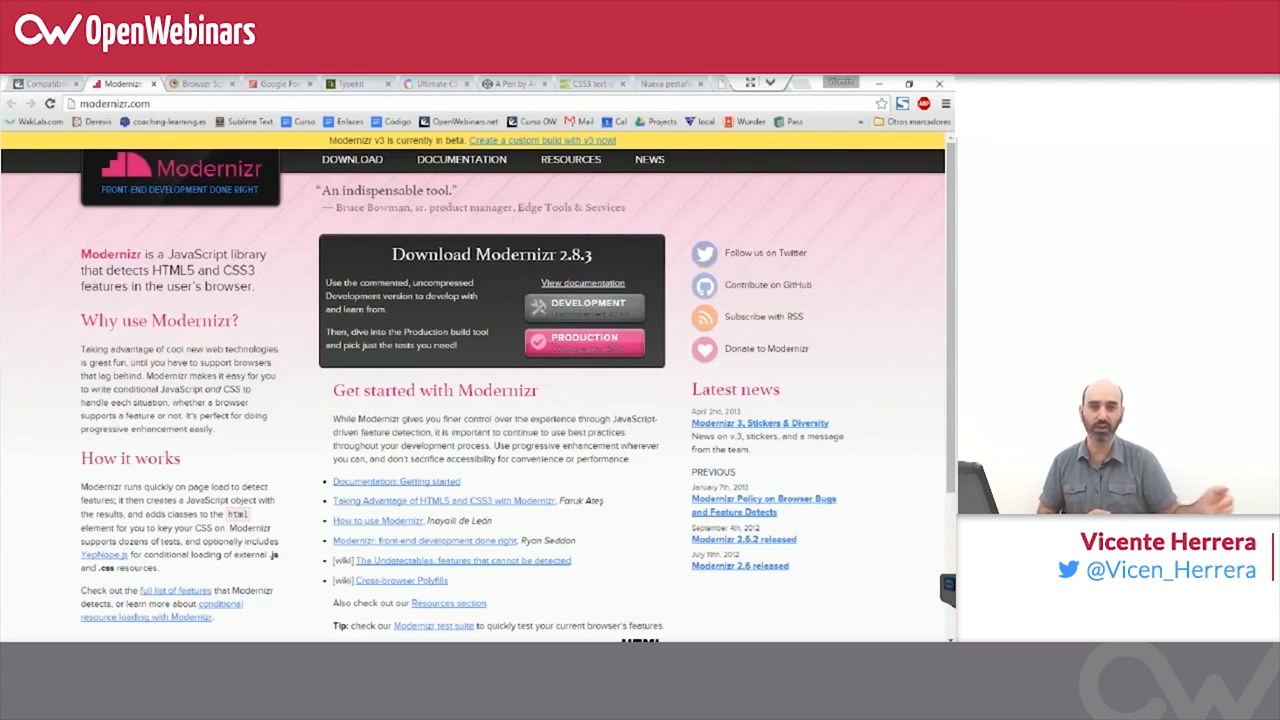 OpenWebinars
Compatibi
Modernizr
Browser Sc
Google Fon
Typekit
Ultimate CS
A Pen by An
CSS3 text-s
Nueva pestañ
Vicente
modernizr.com
WakLab.com
Derexis
coaching-learning.es
Sublime Text
Curso
Enlaces
Código
OpenWebinars.net
Curso OW
Mail
Cal
Projects
local
Wunder
Pass
»
Otros marcadores
Modernizr v3 is currently in beta. Create a custom build with v3 now!
Modernizr
FRONT-END DEVELOPMENT DONE RIGHT
DOWNLOAD
DOCUMENTATION
RESOURCES
NEWS
“An indispensable tool.”
— Bruce Bowman, sr. product manager, Edge Tools & Services
Modernizr is a JavaScript library
that detects HTML5 and CSS3
features in the user's browser.
Why use Modernizr?
Taking advantage of cool new web technologies
is great fun, until you have to support browsers
that lag behind. Modernizr makes it easy for you
to write conditional JavaScript and CSS to
handle each situation, whether a browser
supports a feature or not. It's perfect for doing
progressive enhancement easily.
How it works
Modernizr runs quickly on page load to detect
features; it then creates a JavaScript object with
the results, and adds classes to the html
element for you to key your CSS on. Modernizr
supports dozens of tests, and optionally includes
YepNope.js for conditional loading of external .js
and .css resources.
Check out the full list of features that Modernizr
detects, or learn more about conditional
resource loading with Modernizr.
Download Modernizr 2.8.3
Use the commented, uncompressed
Development version to develop with
and learn from.
Then, dive into the Production build tool
and pick just the tests you need!
View documentation
DEVELOPMENT
PRODUCTION
Get started with Modernizr
While Modernizr gives you finer control over the experience through JavaScript-
driven feature detection, it is important to continue to use best practices
throughout your development process. Use progressive enhancement wherever
you can, and don't sacrifice accessibility for convenience or performance.
• Documentation: Getting started
• Taking Advantage of HTML5 and CSS3 with Modernizr, Faruk Ateş
• How to use Modernizr, Inayaili de León
• Modernizr: front-end development done right, Ryan Seddon
• [wiki] The Undetectables, features that cannot be detected
• [wiki] Cross-browser Polyfills
Also check out our Resources section.
Tip: check our Modernizr test suite to quickly test your current browser's features.
Follow us on Twitter
Contribute on GitHub
Subscribe with RSS
Donate to Modernizr
Latest news
April 2nd, 2013
Modernizr 3, Stickers & Diversity
News on v.3, stickers, and a message
from the team.
PREVIOUS
January 7th, 2013
Modernizr Policy on Browser Bugs
and Feature Detects
September 4th, 2012
Modernizr 2.6.2 released
July 19th, 2012
Modernizr 2.6 released
Vicente Herrera
@Vicen_Herrera